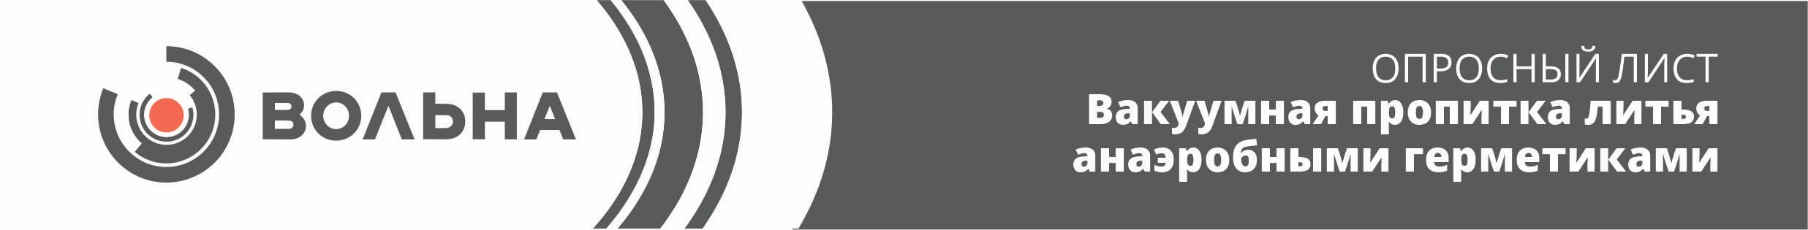 ВОЛЬНА
ОПРОСНЫЙ ЛИСТ
Вакуумная пропитка литья
анаэробными герметиками